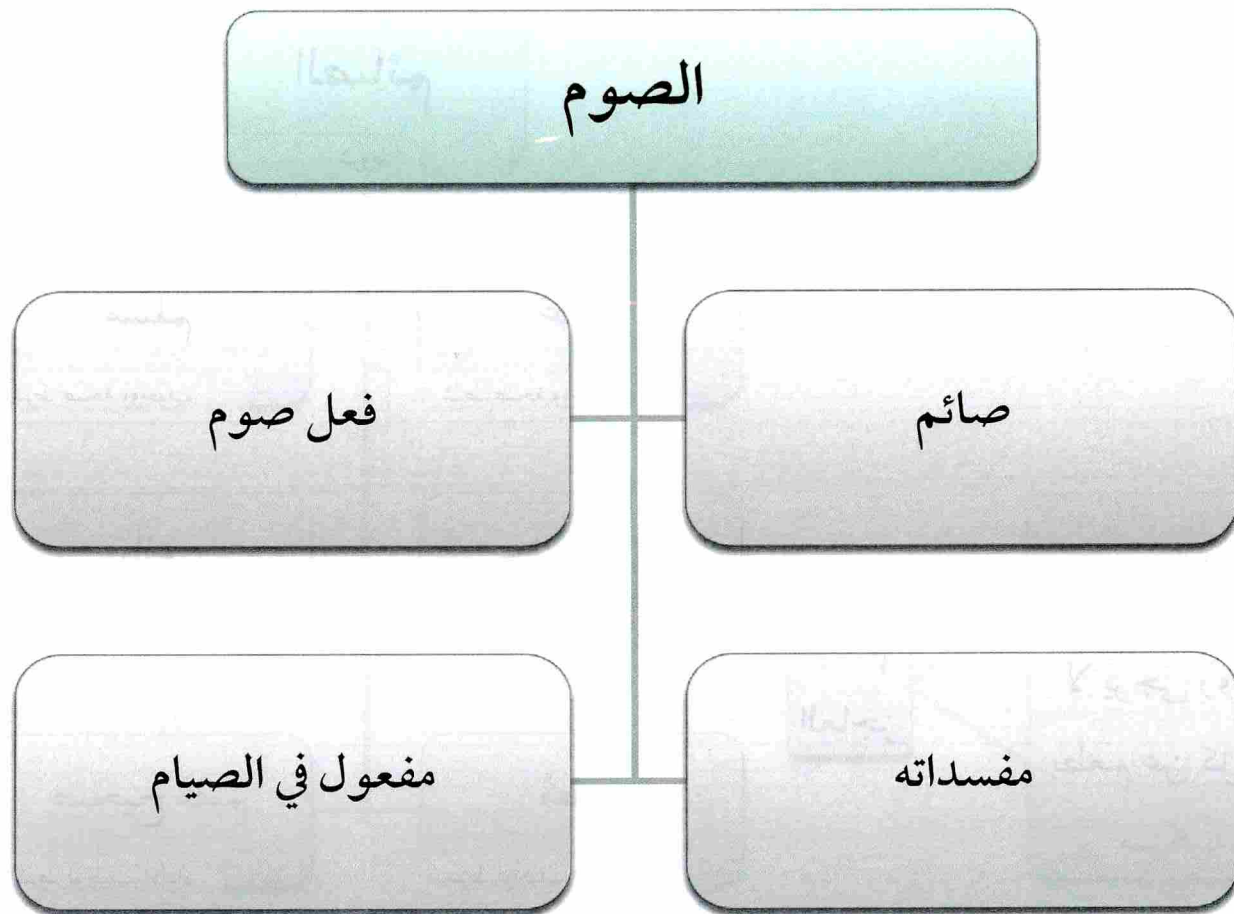 الصوم
صائم
فعل صوم
مفسداته
مفعول في الصيام